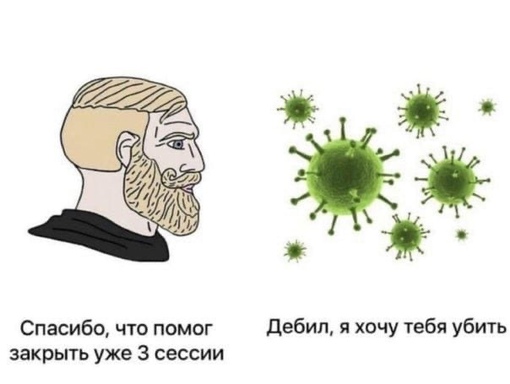 Спасибо, что помог
закрыть уже 3 сессии
Дебил, я хочу тебя убить